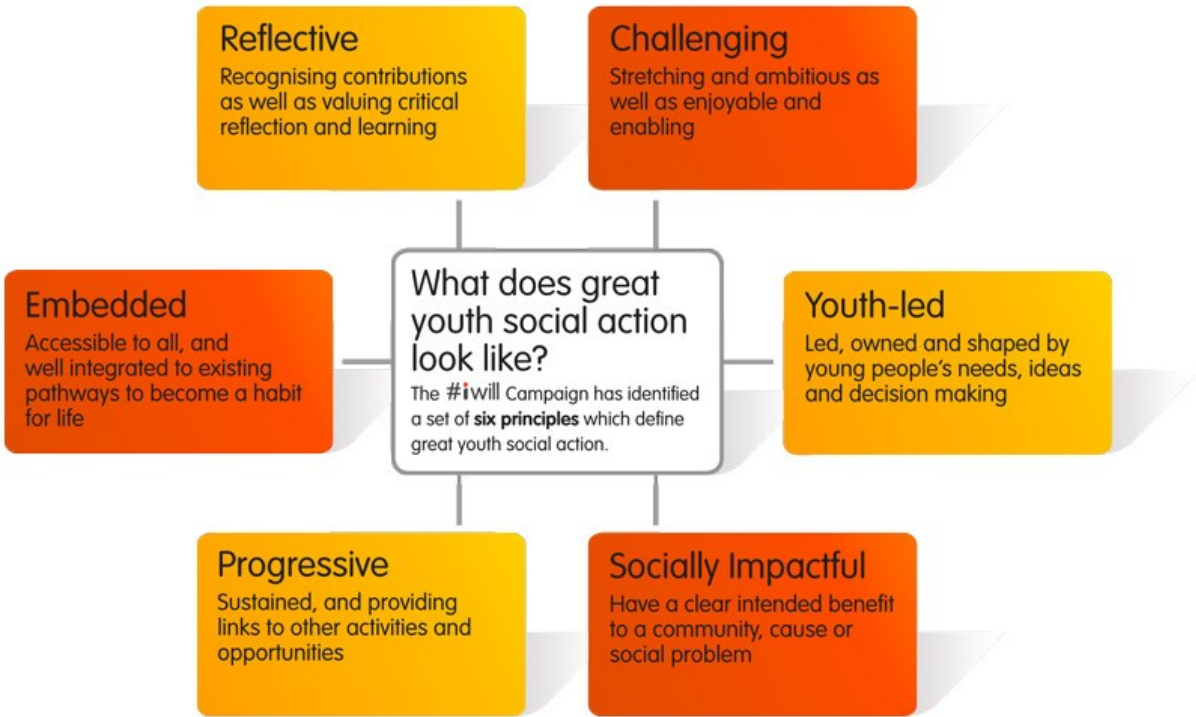 Reflective
Recognising contributions
as well as valuing critical
reflection and learning
Challenging
Stretching and ambitious as
well as enjoyable and
enabling
Embedded
Accessible to all, and
well integrated to existing
pathways to become a habit
for life
What does great
youth social action
look like?
The #iwill Campaign has identified
a set of six principles which define
great youth social action.
Youth-led
Led, owned and shaped by
young people's needs, ideas
and decision making
Progressive
Sustained, and providing
links to other activities and
opportunities
Socially Impactful
Have a clear intended benefit
to a community, cause or
social problem